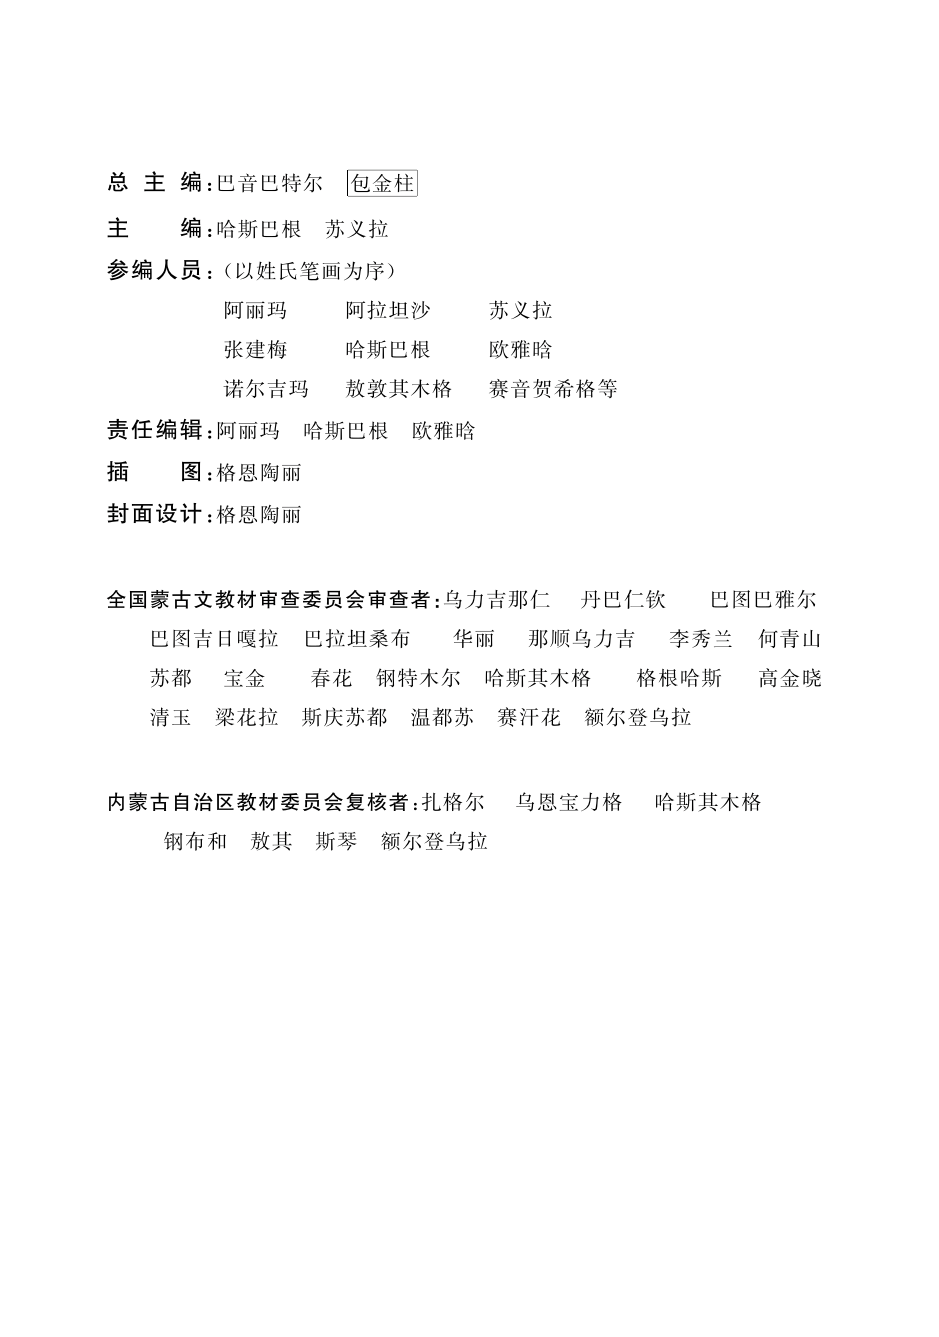 总 主 编:巴音巴特尔 包金柱
主 编:哈斯巴根 苏义拉
参编人员:(以姓氏笔画为序)
阿丽玛 阿拉坦沙 苏义拉
张建梅 哈斯巴根 欧雅晗
诺尔吉玛 敖敦其木格 赛音贺希格等
责任编辑:阿丽玛 哈斯巴根 欧雅晗
插 图:格恩陶丽
封面设计:格恩陶丽
全国蒙古文教材审查委员会审查者:乌力吉那仁 丹巴仁钦 巴图巴雅尔
巴图吉日嘎拉 巴拉坦桑布 华丽 那顺乌力吉 李秀兰 何青山
苏都 宝金 春花 钢特木尔 哈斯其木格 格根哈斯 高金晓
清玉 梁花拉 斯庆苏都 温都苏 赛汗花 额尔登乌拉
内蒙古自治区教材委员会复核者:扎格尔 乌恩宝力格 哈斯其木格
钢布和 敖其 斯琴 额尔登乌拉